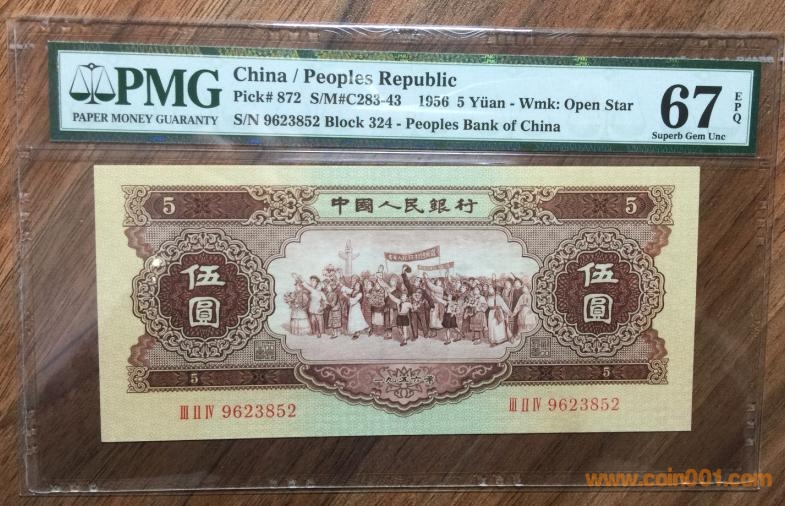 PMG
PAPER MONEY GUARANTY
China / Peoples Republic
Pick# 872 S/M#C283-43 1956 5 Yüan - Wmk: Open Star
S/N 9623852 Block 324 - Peoples Bank of China
67
EPQ
Superb Gem Unc
5
中國人民銀行
5
伍圓
伍圓
5
一九五六年
5
III II IV 9623852
III II IV 9623852
www.coin001.com